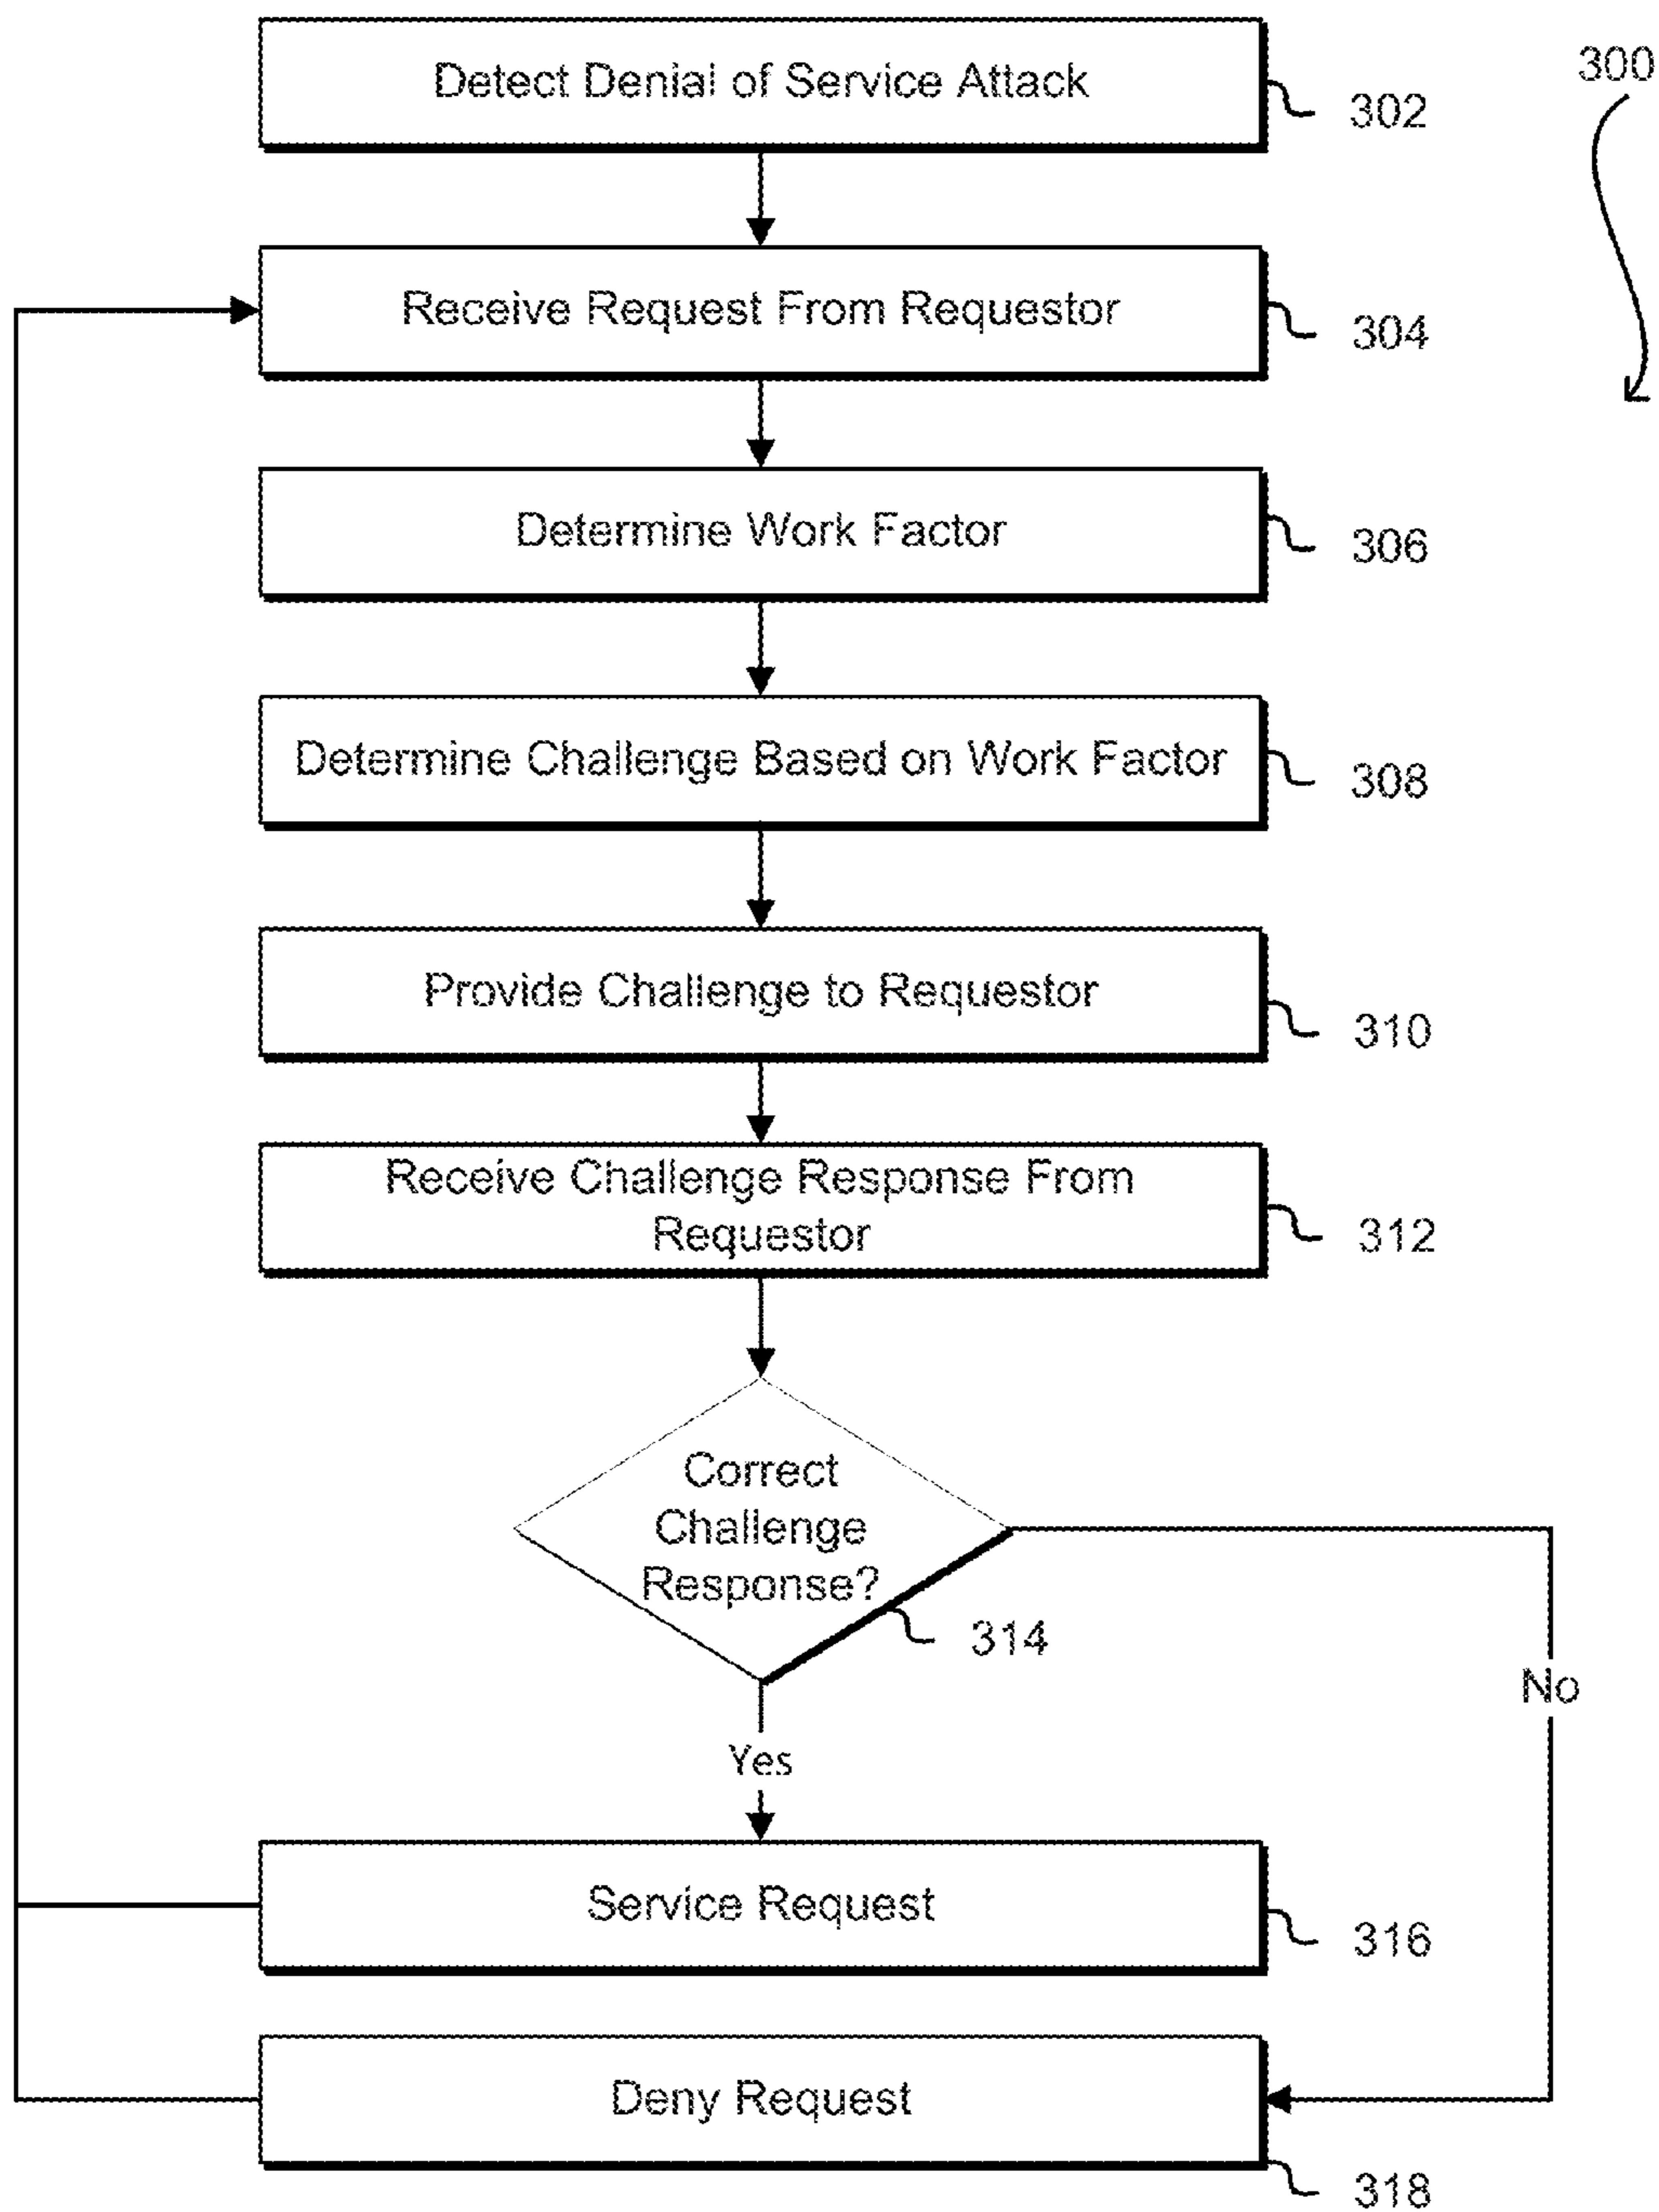 Detect Denial of Service Attack
302
300
Receive Request From Requestor
304
Determine Work Factor
306
Determine Challenge Based on Work Factor
308
Provide Challenge to Requestor
310
Receive Challenge Response From
Requestor
312
Correct
Challenge
Response?
314
No
Yes
Service Request
316
Deny Request
318